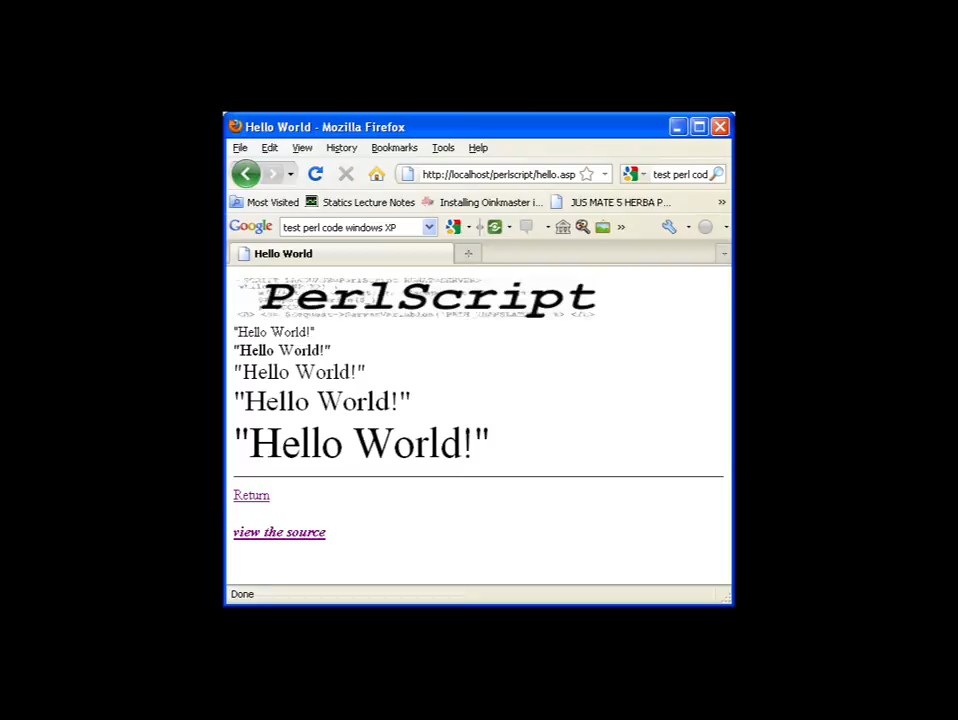 Hello World - Mozilla Firefox
File Edit View History Bookmarks Tools Help
http://localhost/perlscript/hello.asp test perl cod
Most Visited Statics Lecture Notes Installing Oinkmaster i... JUS MATE 5 HERBA P... »
Google test perl code windows XP »
Hello World
PerlScript
"Hello World!"
"Hello World!"
"Hello World!"
"Hello World!"
"Hello World!"
Return
view the source
Done